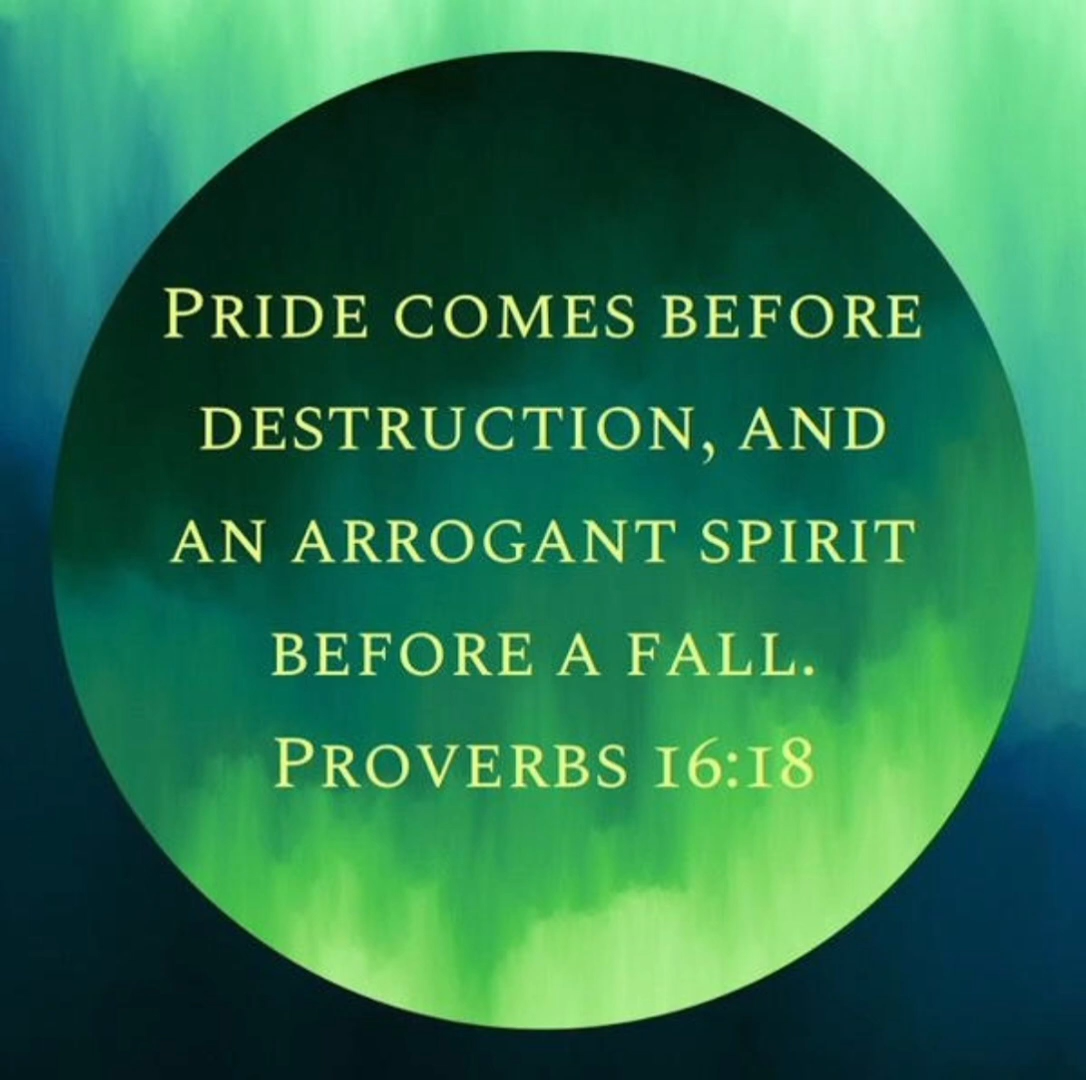 Pride comes before
destruction, and
an arrogant spirit
before a fall.
Proverbs 16:18